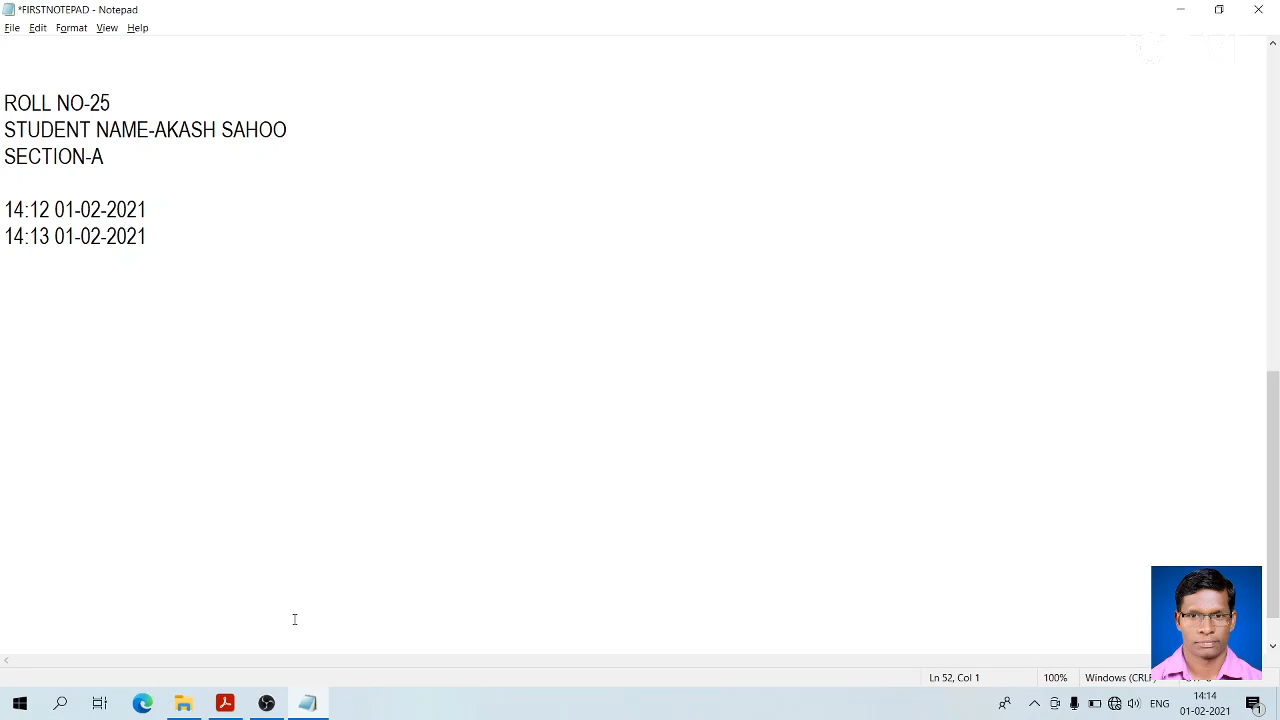 *FIRSTNOTEPAD - Notepad
File Edit Format View Help
ROLL NO-25
STUDENT NAME-AKASH SAHOO
SECTION-A
14:12 01-02-2021
14:13 01-02-2021
Ln 52, Col 1
100%
Windows (CRLF)
ENG
14:14
01-02-2021
1